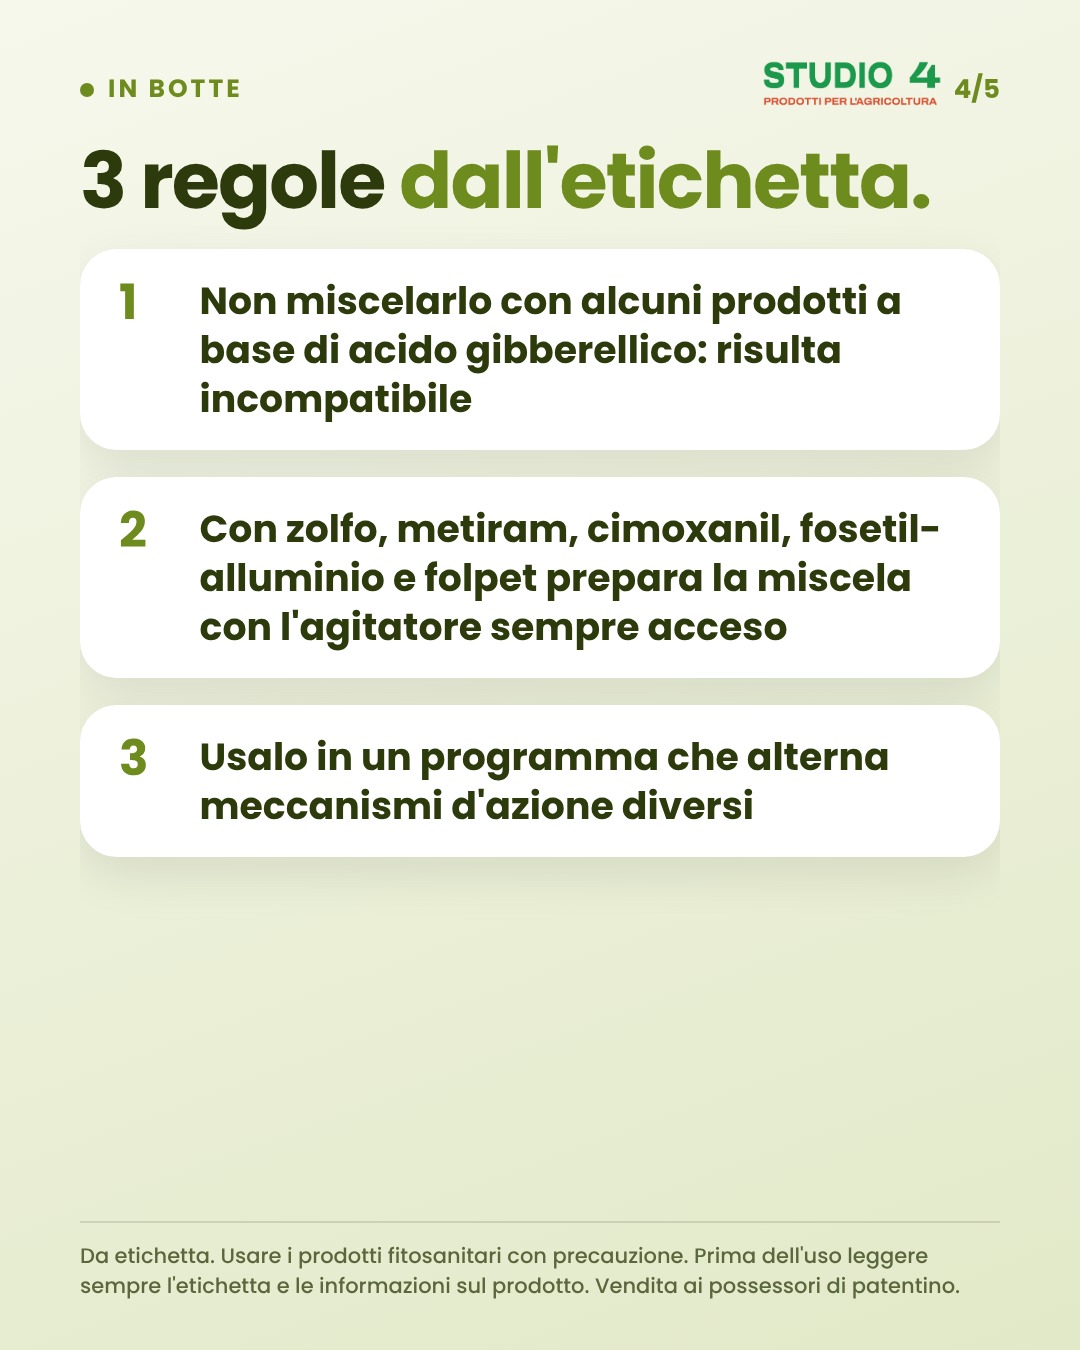 IN BOTTE
STUDIO 4
PRODOTTI PER L'AGRICOLTURA
4/5
3 regole dall'etichetta.
1
Non miscelarlo con alcuni prodotti a
base di acido gibberellico: risulta
incompatibile
2
Con zolfo, metiram, cimoxanil, fosetil-
alluminio e folpet prepara la miscela
con l'agitatore sempre acceso
3
Usalo in un programma che alterna
meccanismi d'azione diversi
Da etichetta. Usare i prodotti fitosanitari con precauzione. Prima dell'uso leggere
sempre l'etichetta e le informazioni sul prodotto. Vendita ai possessori di patentino.